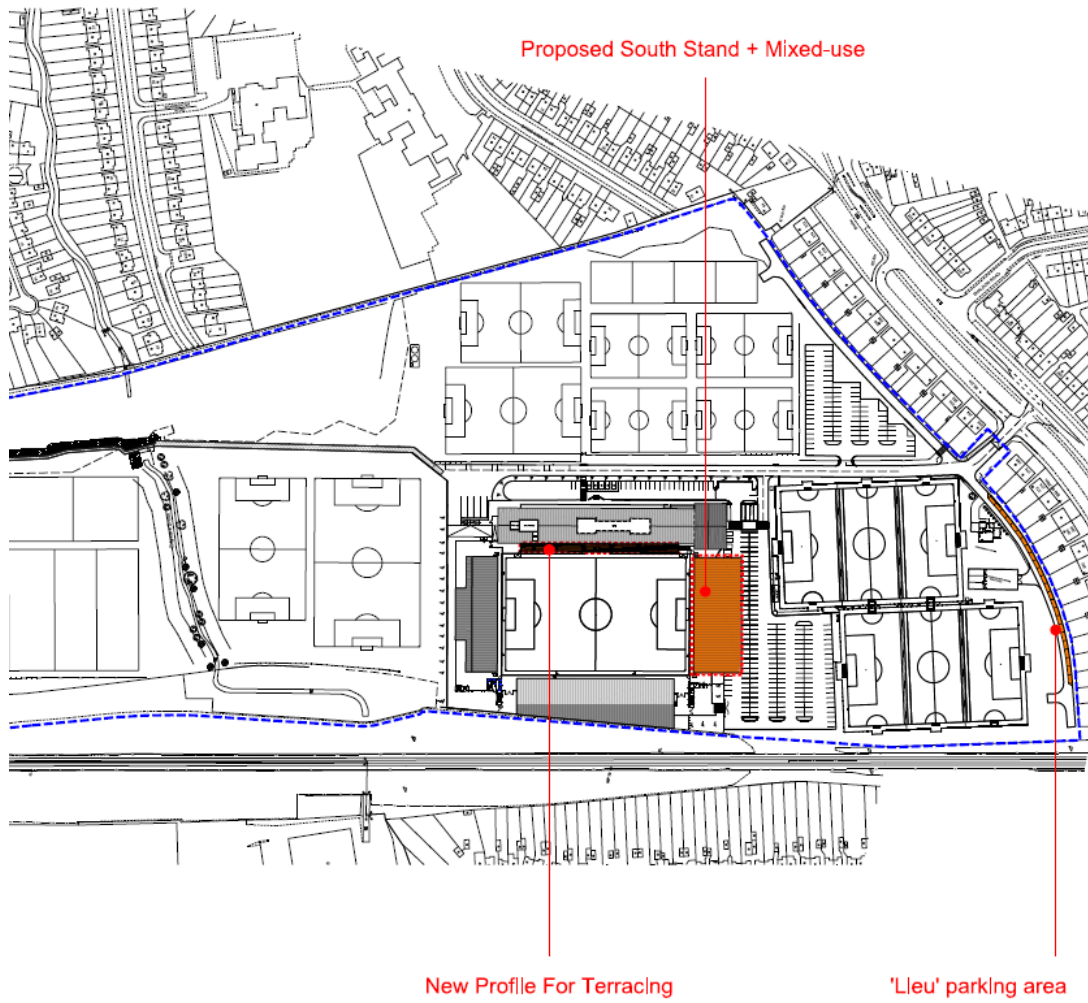 Proposed South Stand + Mixed-use
New Profile For Terracing
'Lieu' parking area